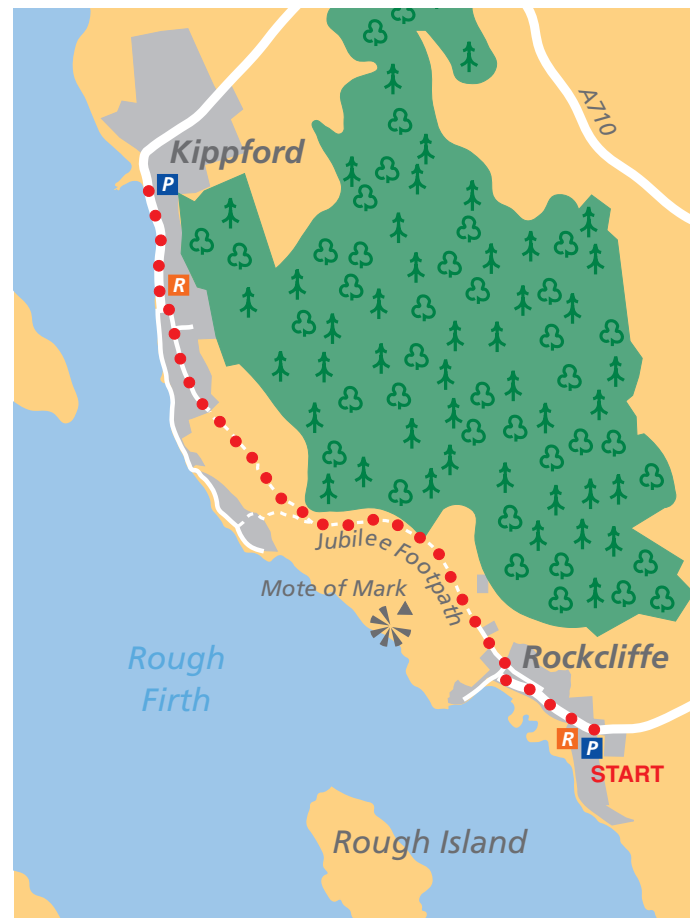 A710
Kippford
P
R
Jubilee Footpath
Mote of Mark
Rockcliffe
Rough
Firth
R
P
START
Rough Island